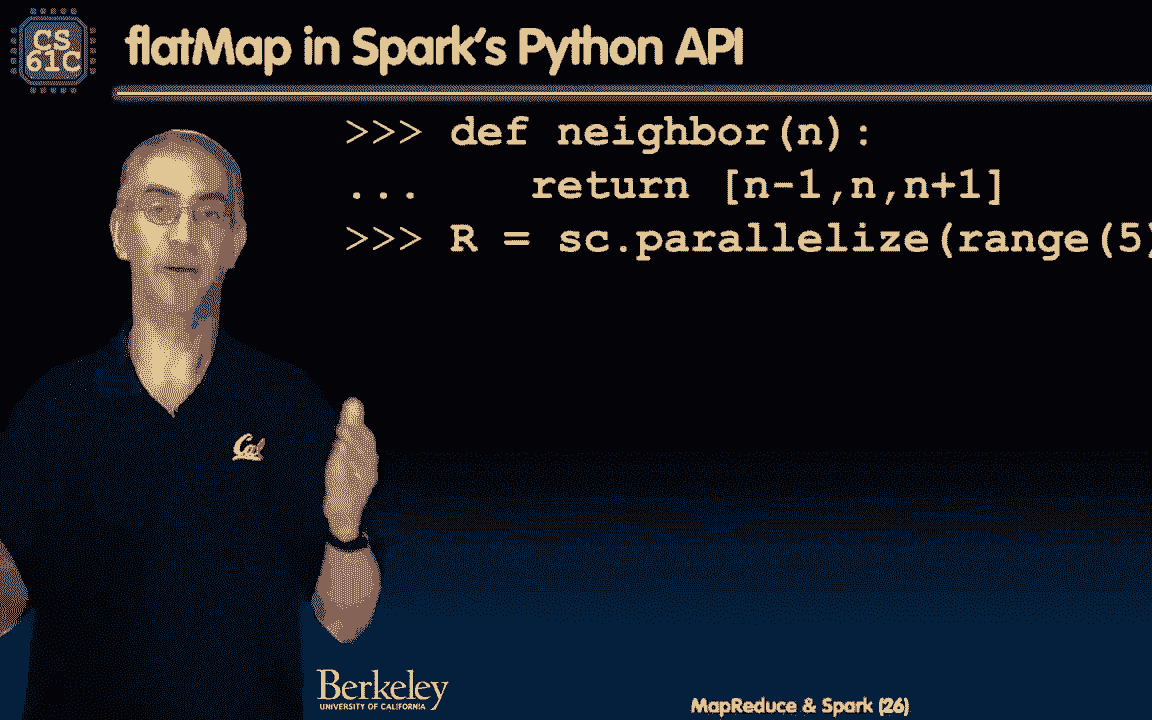 CS
61C
flatMap in Spark's Python API
>>> def neighbor(n):
...     return [n-1,n,n+1]
>>> R = sc.parallelize(range(5)
Cal
Berkeley
UNIVERSITY OF CALIFORNIA
MapReduce & Spark (26)